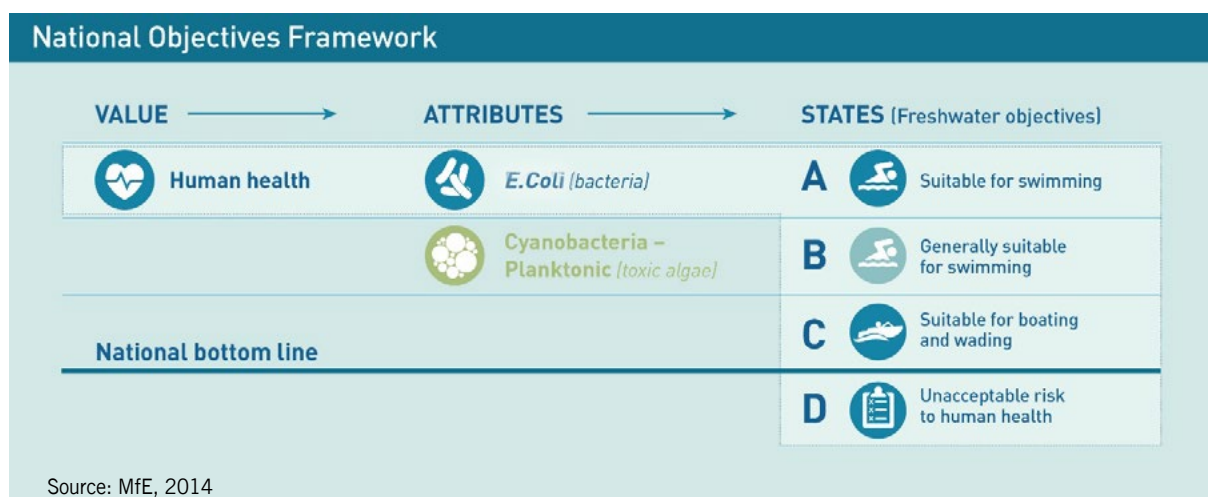 National Objectives Framework
VALUE
ATTRIBUTES
STATES (Freshwater objectives)
Human health
E.Coli (bacteria)
A
Suitable for swimming
Cyanobacteria –
Planktonic (toxic algae)
B
Generally suitable
for swimming
C
Suitable for boating
and wading
National bottom line
D
Unacceptable risk
to human health
Source: MfE, 2014